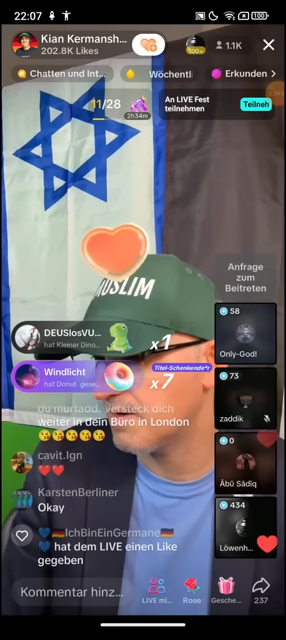 22:07
100
Kian Kermansh...
202.8K Likes
100+
1.1K
Chatten und Int...
Wöchentl
Erkunden >
11/28
2h34m
An LIVE Fest
teilnehmen
Teilneh
MUSLIM
Anfrage
zum
Beitreten
58
Only-God!
73
zaddik
0
Äbü Sädîq
434
Löwenh...
DEUSlosVU...
hat Kleiner Dino...
x1
Titel-Schenkende*r
Windlicht
hat Donut gese...
x7
du murtadd. Versteck dich
weiter in dein Büro in London
😘😘😘😘😘
cavit.lgn
❤️❤️
KarstenBerliner
Okay
💙🇩🇪IchBinEinGermane🇩🇪
💙 hat dem LIVE einen Like
gegeben
Kommentar hinz...
LIVE mi...
Rose
Gesche...
237